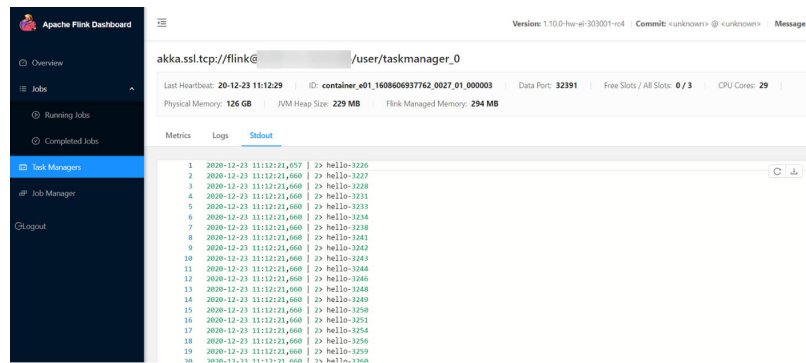 Apache Flink Dashboard
Version: 1.10.0-hw-ei-303001-rc4 Commit: <unknown> @ <unknown> Message
Overview
Jobs
Running Jobs
Completed Jobs
Task Managers
Job Manager
Logout
akka.ssl.tcp://flink@ /user/taskmanager_0
Last Heartbeat: 20-12-23 11:12:29 ID: container_e01_1608606937762_0027_01_000003 Data Port: 32391 Free Slots / All Slots: 0 / 3 CPU Cores: 29
Physical Memory: 126 GB JVM Heap Size: 229 MB Flink Managed Memory: 294 MB
Metrics Logs Stdout
1 2020-12-23 11:12:21,657 | 2> hello-3226
2 2020-12-23 11:12:21,660 | 2> hello-3227
3 2020-12-23 11:12:21,660 | 2> hello-3228
4 2020-12-23 11:12:21,660 | 2> hello-3231
5 2020-12-23 11:12:21,660 | 2> hello-3233
6 2020-12-23 11:12:21,660 | 2> hello-3234
7 2020-12-23 11:12:21,660 | 2> hello-3238
8 2020-12-23 11:12:21,660 | 2> hello-3241
9 2020-12-23 11:12:21,660 | 2> hello-3242
10 2020-12-23 11:12:21,660 | 2> hello-3243
11 2020-12-23 11:12:21,660 | 2> hello-3244
12 2020-12-23 11:12:21,660 | 2> hello-3246
13 2020-12-23 11:12:21,660 | 2> hello-3248
14 2020-12-23 11:12:21,660 | 2> hello-3249
15 2020-12-23 11:12:21,660 | 2> hello-3250
16 2020-12-23 11:12:21,660 | 2> hello-3251
17 2020-12-23 11:12:21,660 | 2> hello-3254
18 2020-12-23 11:12:21,660 | 2> hello-3256
19 2020-12-23 11:12:21,660 | 2> hello-3259
20 2020-12-23 11:12:21,660 | 2> hello-3260